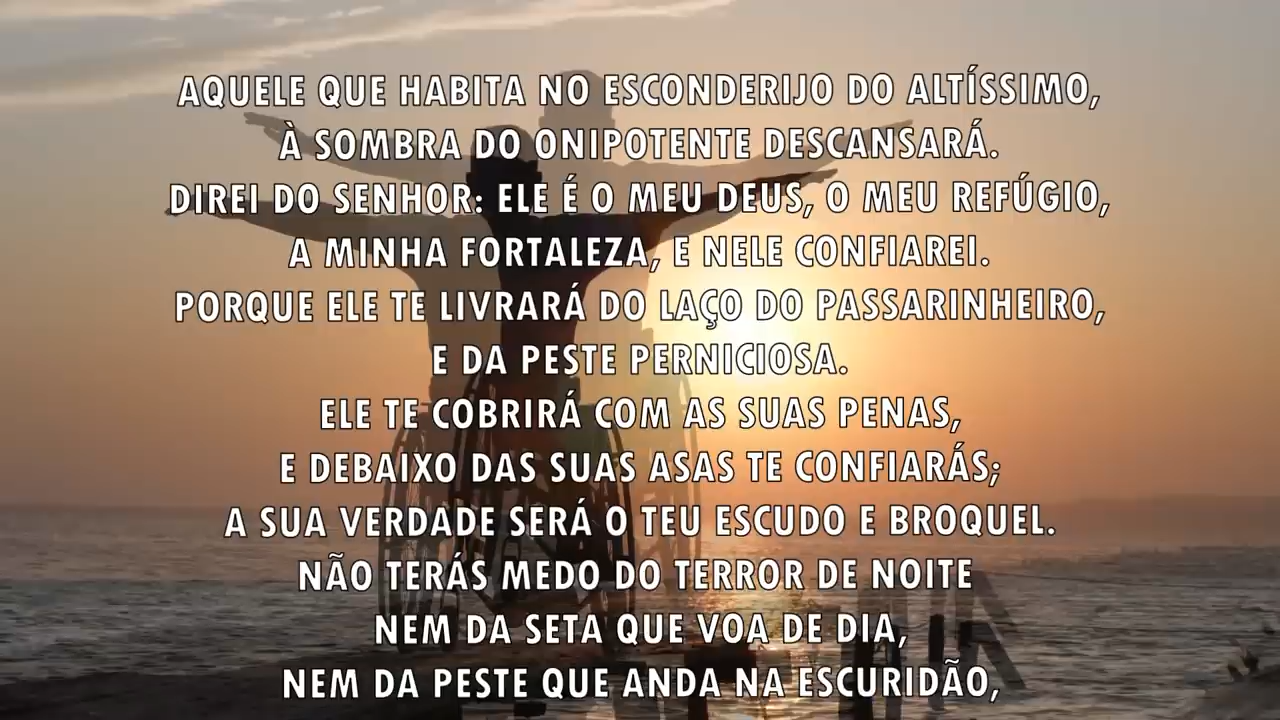 AQUELE QUE HABITA NO ESCONDERIJO DO ALTÍSSIMO,
À SOMBRA DO ONIPOTENTE DESCANSARÁ.
DIREI DO SENHOR: ELE É O MEU DEUS, O MEU REFÚGIO,
A MINHA FORTALEZA, E NELE CONFIAREI.
PORQUE ELE TE LIVRARÁ DO LAÇO DO PASSARINHEIRO,
E DA PESTE PERNICIOSA.
ELE TE COBRIRÁ COM AS SUAS PENAS,
E DEBAIXO DAS SUAS ASAS TE CONFIARÁS;
A SUA VERDADE SERÁ O TEU ESCUDO E BROQUEL.
NÃO TERÁS MEDO DO TERROR DE NOITE
NEM DA SETA QUE VOA DE DIA,
NEM DA PESTE QUE ANDA NA ESCURIDÃO,